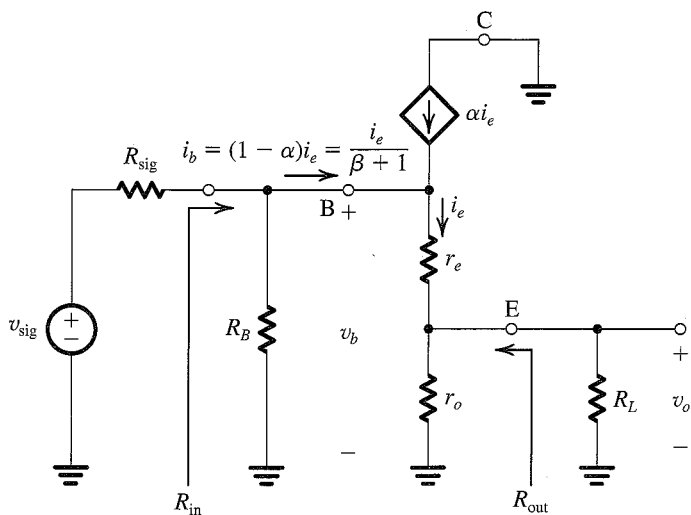 C
αi_e
R_sig
i_b = (1 − α)i_e = i_e / (β + 1)
B
+
i_e
r_e
v_sig
+
−
R_B
v_b
E
+
r_o
R_L
v_o
−
−
R_in
R_out